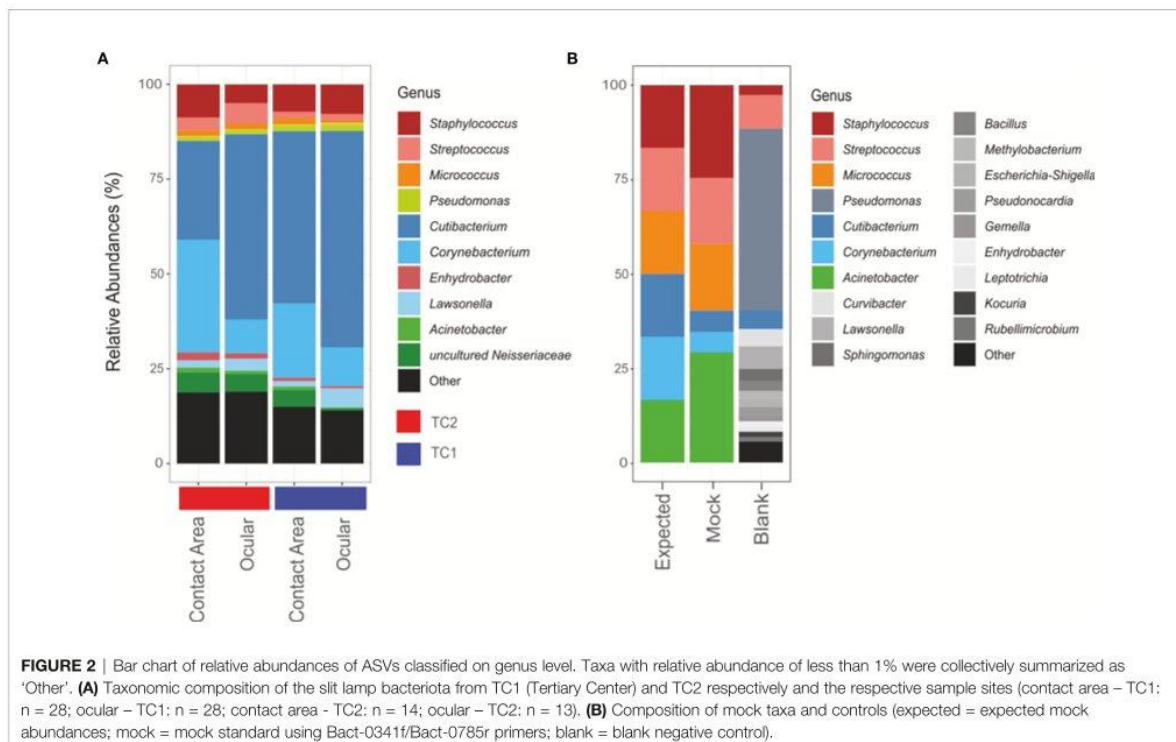 A
100
75
50
25
0
Relative Abundances (%)
Contact Area
Ocular
Contact Area
Ocular
Genus
Staphylococcus
Streptococcus
Micrococcus
Pseudomonas
Cutibacterium
Corynebacterium
Enhydrobacter
Lawsonella
Acinetobacter
uncultured Neisseriaceae
Other
TC2
TC1
B
100
75
50
25
0
Expected
Mock
Blank
Genus
Staphylococcus
Streptococcus
Micrococcus
Pseudomonas
Cutibacterium
Corynebacterium
Acinetobacter
Curvibacter
Lawsonella
Sphingomonas
Bacillus
Methylobacterium
Escherichia-Shigella
Pseudonocardia
Gemella
Enhydrobacter
Leptotrichia
Kocuria
Rubellimicrobium
Other
FIGURE 2 | Bar chart of relative abundances of ASVs classified on genus level. Taxa with relative abundance of less than 1% were collectively summarized as
‘Other’. (A) Taxonomic composition of the slit lamp bacteriota from TC1 (Tertiary Center) and TC2 respectively and the respective sample sites (contact area – TC1:
n = 28; ocular – TC1: n = 28; contact area - TC2: n = 14; ocular – TC2: n = 13). (B) Composition of mock taxa and controls (expected = expected mock
abundances; mock = mock standard using Bact-0341f/Bact-0785r primers; blank = blank negative control).